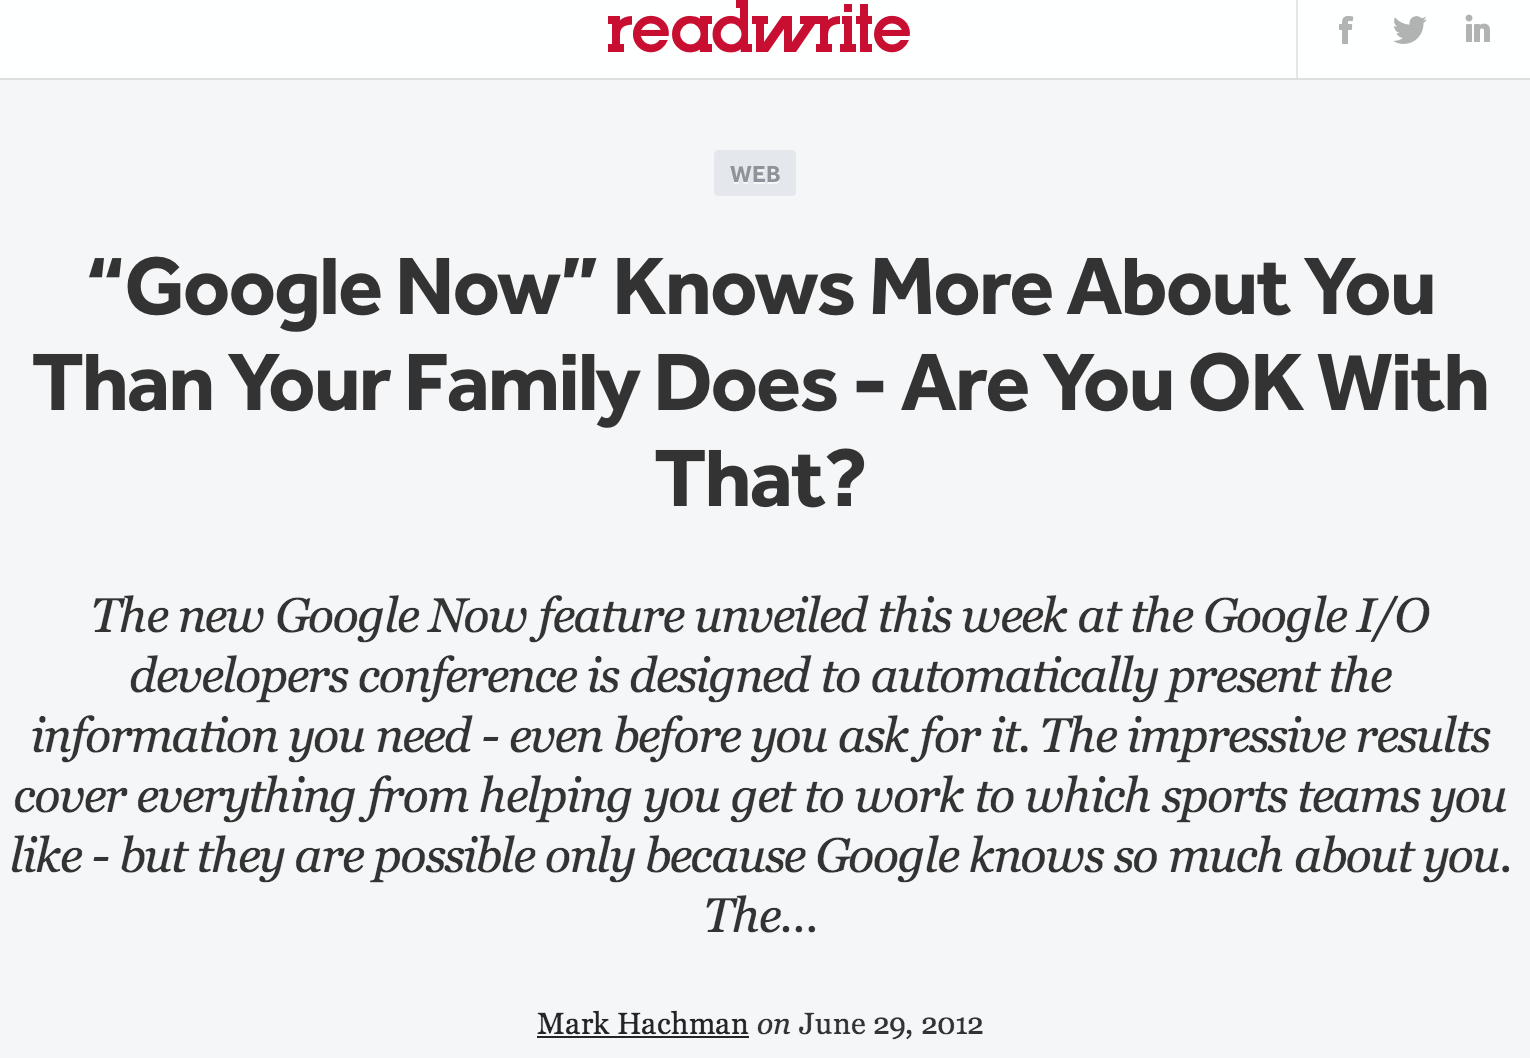 readwrite
WEB
“Google Now” Knows More About You
Than Your Family Does - Are You OK With
That?
The new Google Now feature unveiled this week at the Google I/O
developers conference is designed to automatically present the
information you need - even before you ask for it. The impressive results
cover everything from helping you get to work to which sports teams you
like - but they are possible only because Google knows so much about you.
The...
Mark Hachman on June 29, 2012